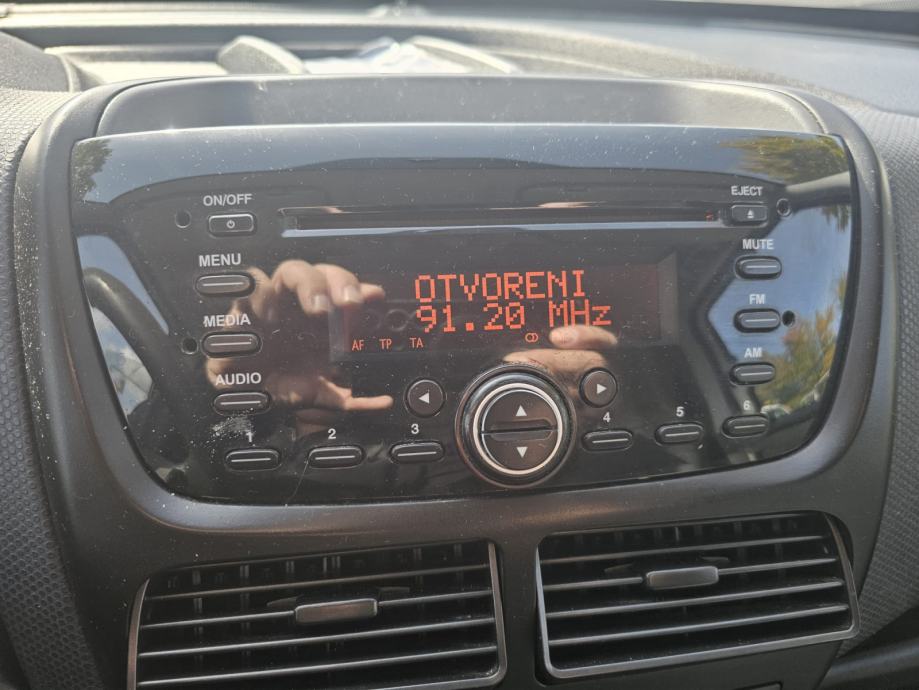 ON/OFF
EJECT
MENU
MUTE
OTVORENI
91.20 MHz
FM
MEDIA
AF TP TA
AM
AUDIO
1
2
3
4
5
6